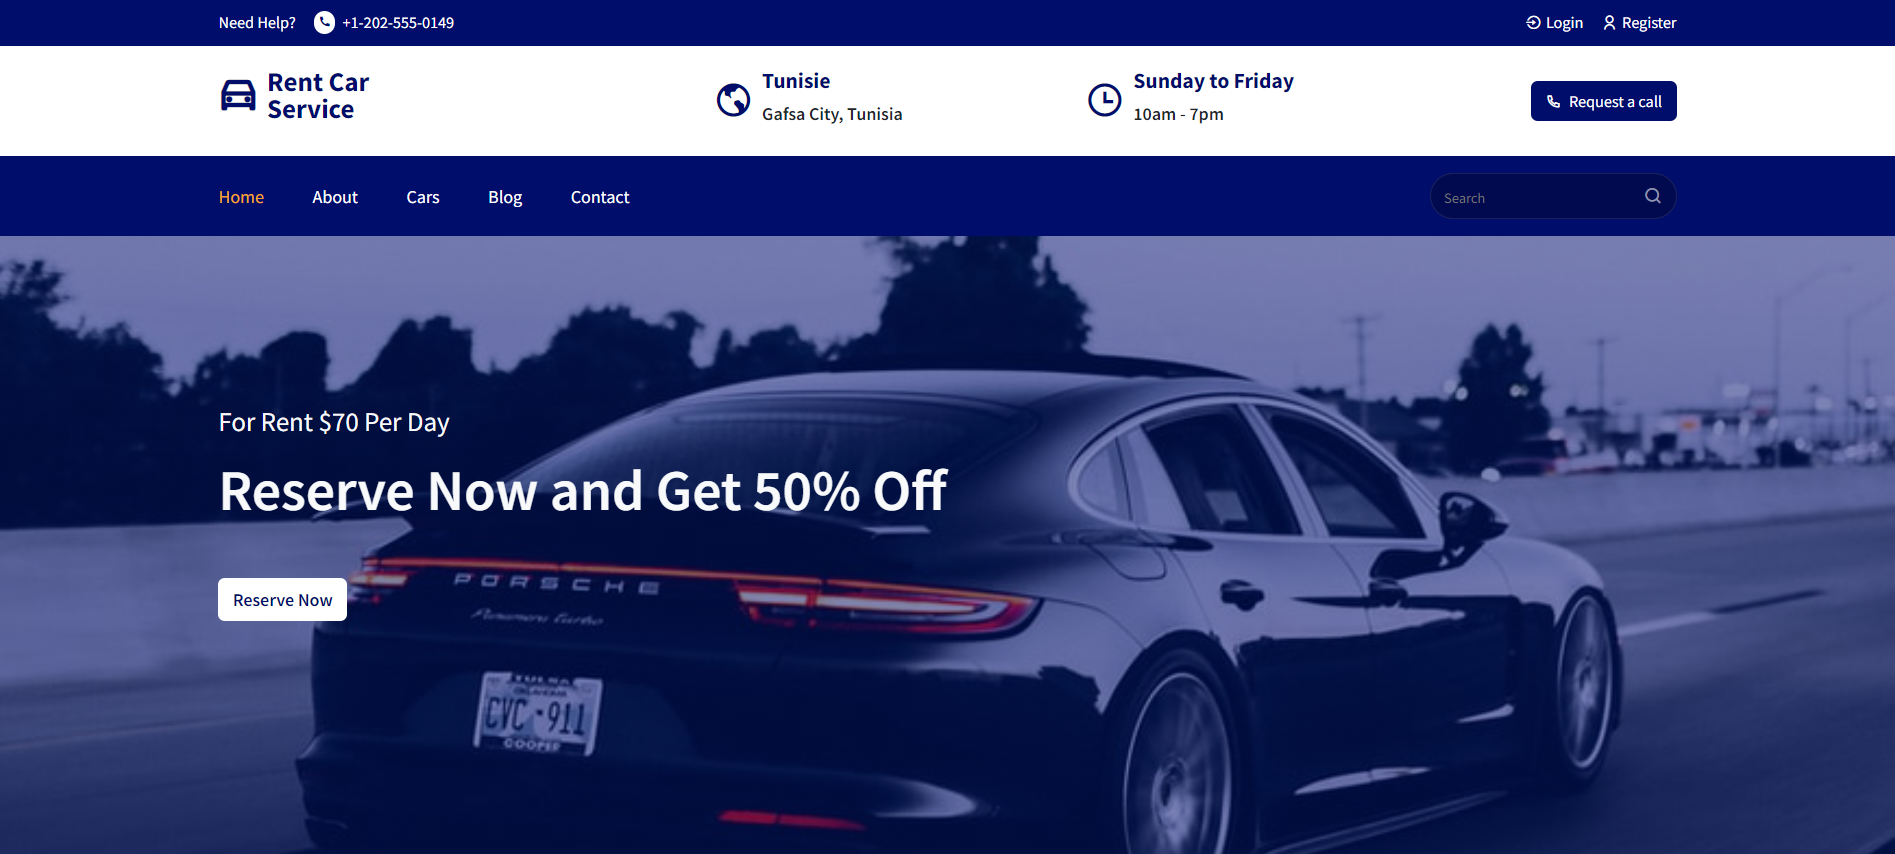 Need Help? +1-202-555-0149 Login Register
Rent Car
Service
Tunisie
Gafsa City, Tunisia
Sunday to Friday
10am - 7pm
Request a call
Home About Cars Blog Contact Search
For Rent $70 Per Day
Reserve Now and Get 50% Off
PORSCHE
Reserve Now
Panamera turbo
TULSA
OKLAHOMA
CVC-911
COOPER